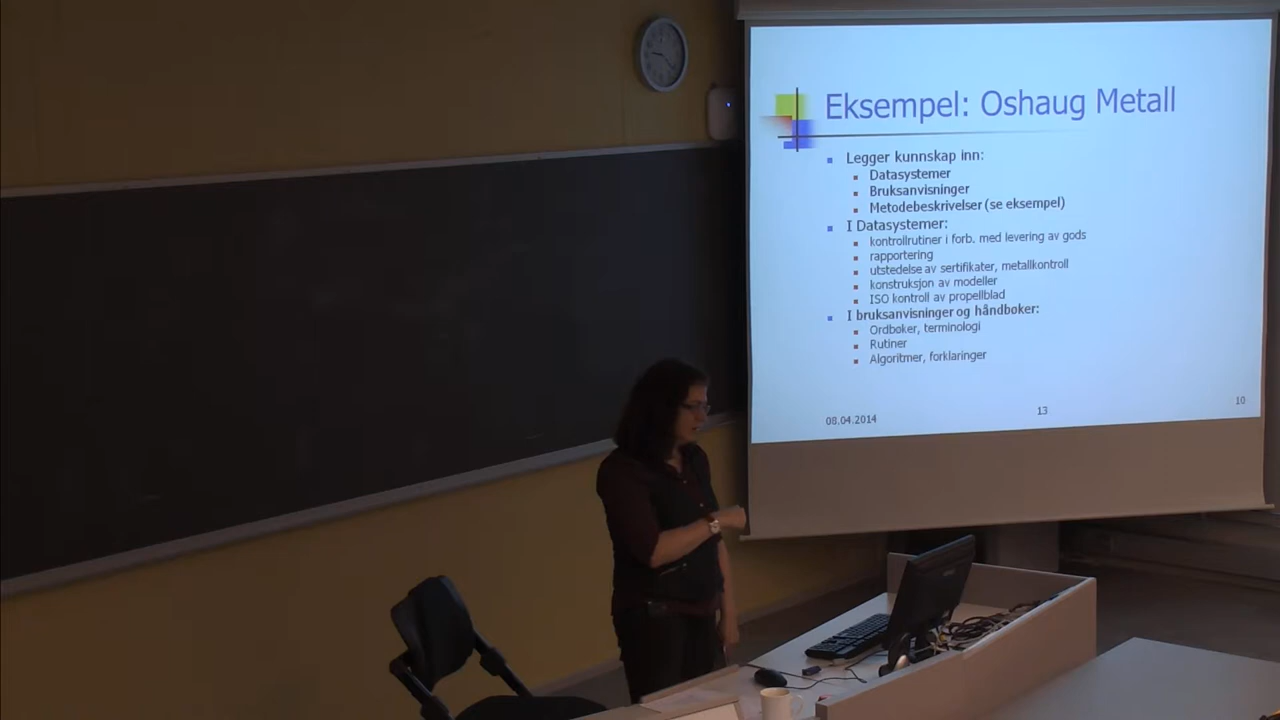 Eksempel: Oshaug Metall
Legger kunnskap inn:
Datasystemer
Bruksanvisninger
Metodebeskrivelser (se eksempel)
I Datasystemer:
kontrollrutiner i forb. med levering av gods
rapportering
utstedelse av sertifikater, metallkontroll
konstruksjon av modeller
ISO kontroll av propellblad
I bruksanvisninger og håndbøker:
Ordbøker, terminologi
Rutiner
Algoritmer, forklaringer
08.04.2014
13
10